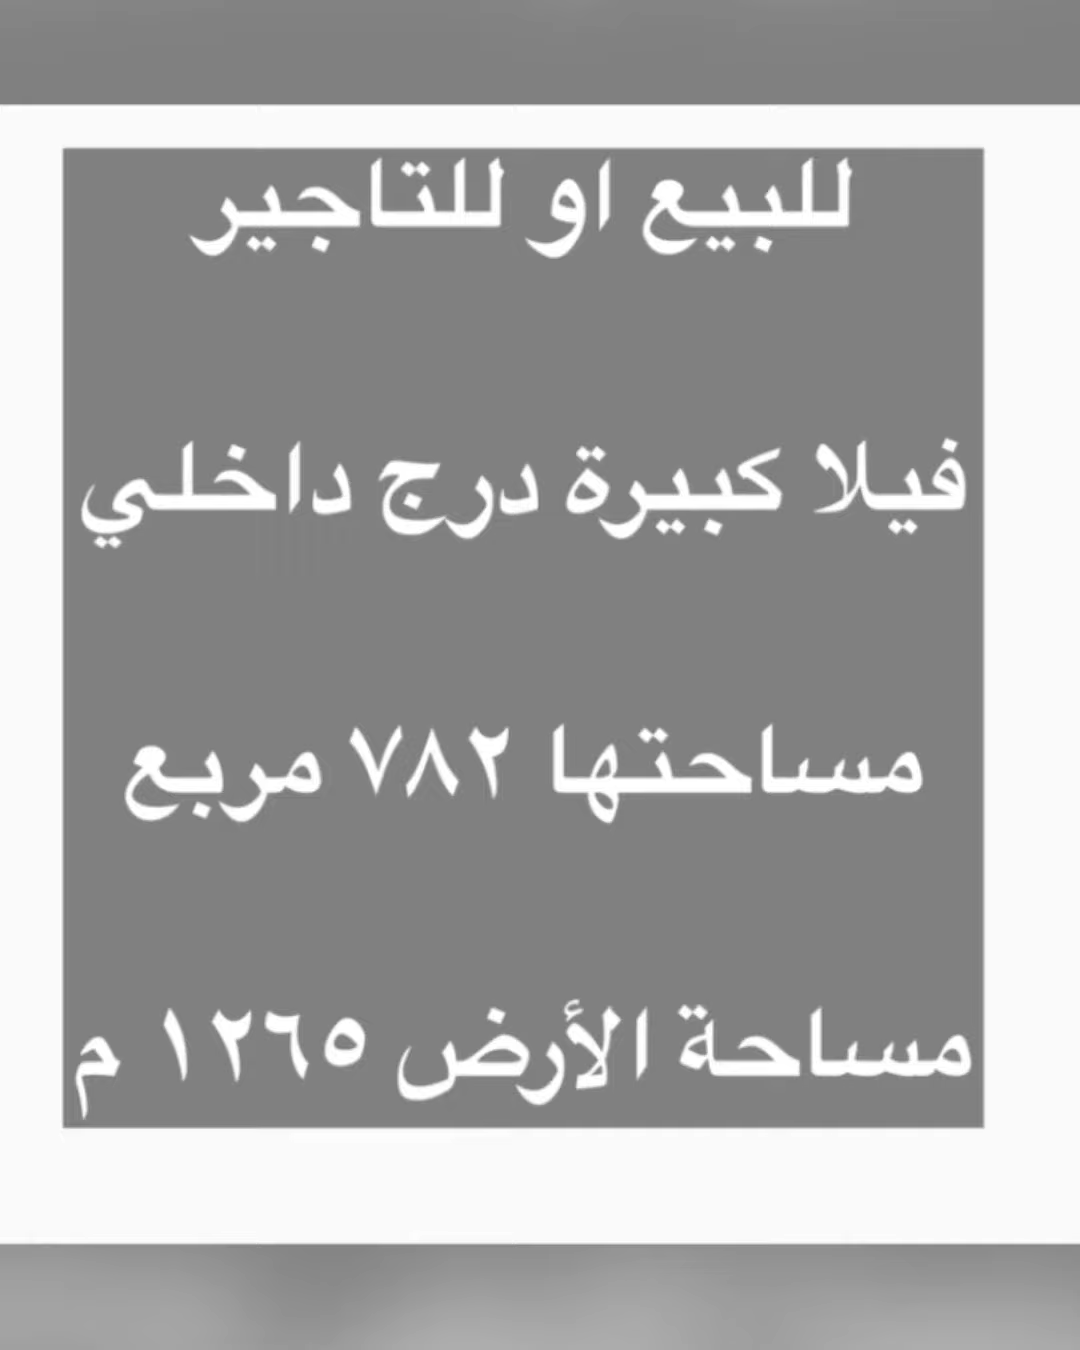 للبيع او للتاجير
فيلا كبيرة درج داخلي
مساحتها ٧٨٢ مربع
مساحة الأرض ١٢٦٥ م